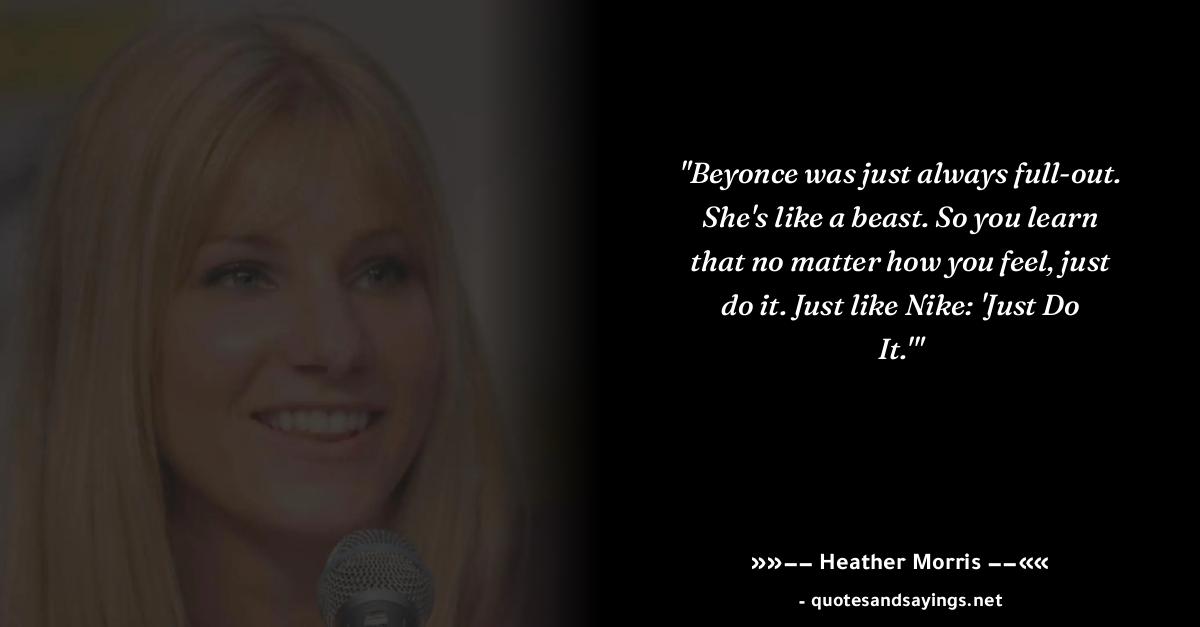 "Beyonce was just always full-out.
She's like a beast. So you learn
that no matter how you feel, just
do it. Just like Nike: 'Just Do
It.'"
»»–– Heather Morris ––««
- quotesandsayings.net